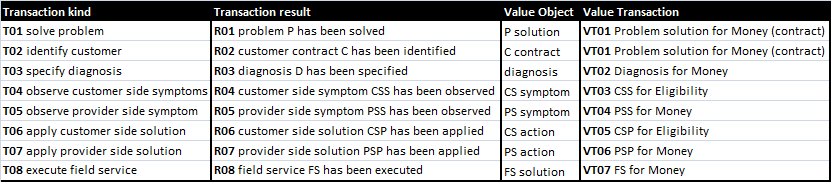 Transaction kind Transaction result Value Object Value Transaction
T01 solve problem R01 problem P has been solved P solution VT01 Problem solution for Money (contract)
T02 identify customer R02 customer contract C has been identified C contract VT01 Problem solution for Money (contract)
T03 specify diagnosis R03 diagnosis D has been specified diagnosis VT02 Diagnosis for Money
T04 observe customer side symptoms R04 customer side symptom CSS has been observed CS symptom VT03 CSS for Eligibility
T05 observe provider side symptom R05 provider side symptom PSS has been observed PS symptom VT04 PSS for Money
T06 apply customer side solution R06 customer side solution CSP has been applied CS action VT05 CSP for Eligibility
T07 apply provider side solution R07 provider side solution PSP has been applied PS action VT06 PSP for Money
T08 execute field service R08 field service FS has been executed FS solution VT07 FS for Money